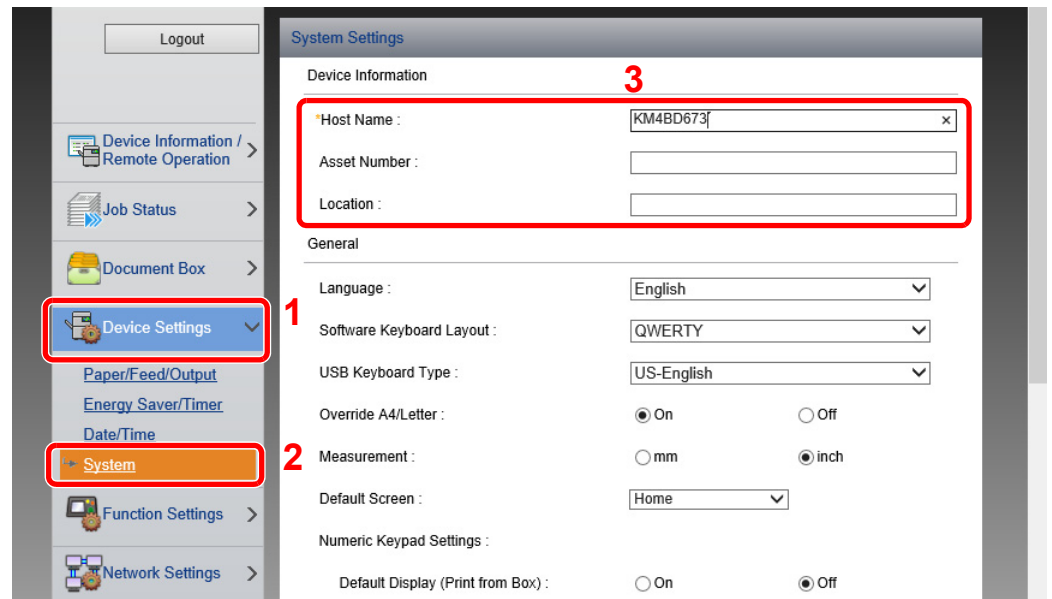 Logout
Device Information /
Remote Operation
Job Status
Document Box
Device Settings
1
Paper/Feed/Output
Energy Saver/Timer
Date/Time
System
2
Function Settings
Network Settings
System Settings
Device Information
3
*Host Name :
KM4BD673
×
Asset Number :
Location :
General
Language :
English
Software Keyboard Layout :
QWERTY
USB Keyboard Type :
US-English
Override A4/Letter :
On
Off
Measurement :
mm
inch
Default Screen :
Home
Numeric Keypad Settings :
Default Display (Print from Box) :
On
Off